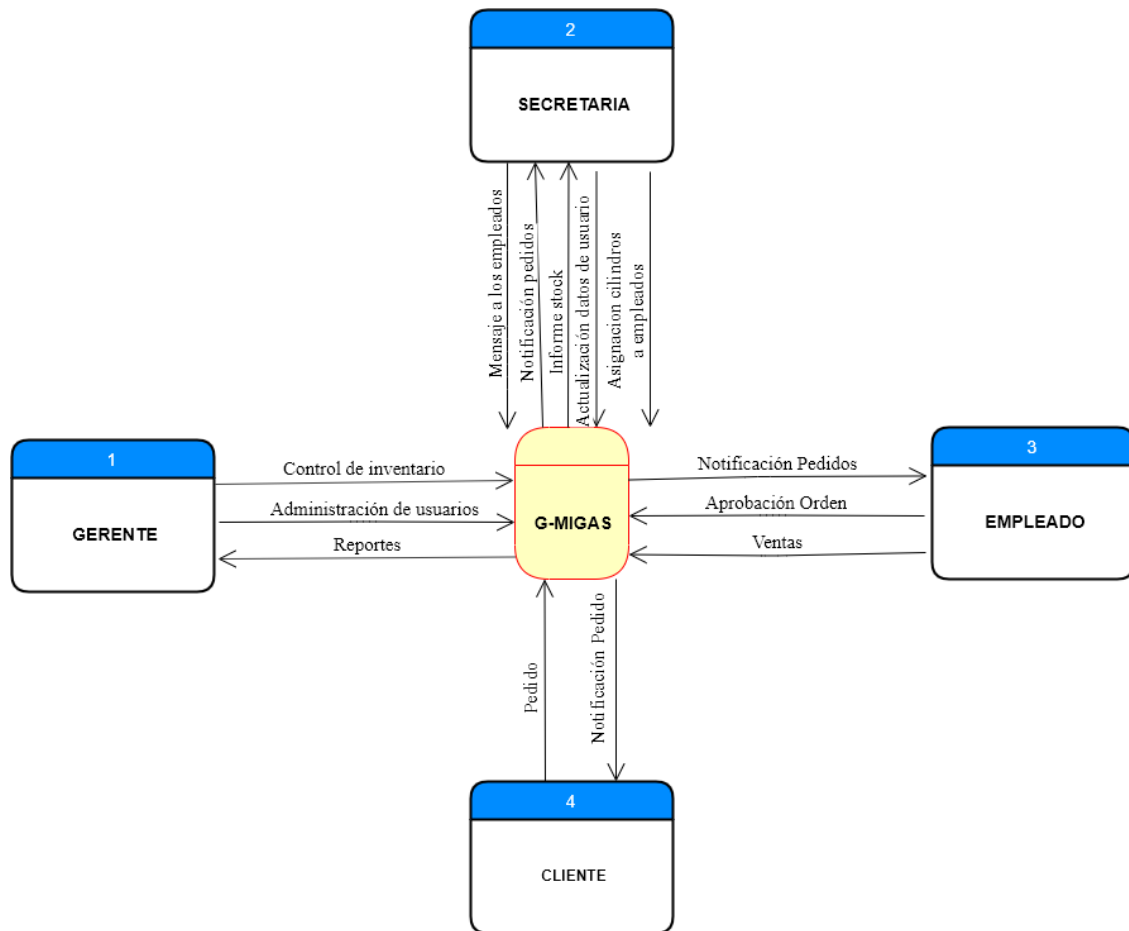 2
SECRETARIA
Mensaje a los empleados
Notificación pedidos
Informe stock
Actualización datos de usuario
Asignacion cilindros
a empleados
1
GERENTE
Control de inventario
Administración de usuarios
Reportes
G-MIGAS
Notificación Pedidos
Aprobación Orden
Ventas
3
EMPLEADO
Pedido
Notificación Pedido
4
CLIENTE